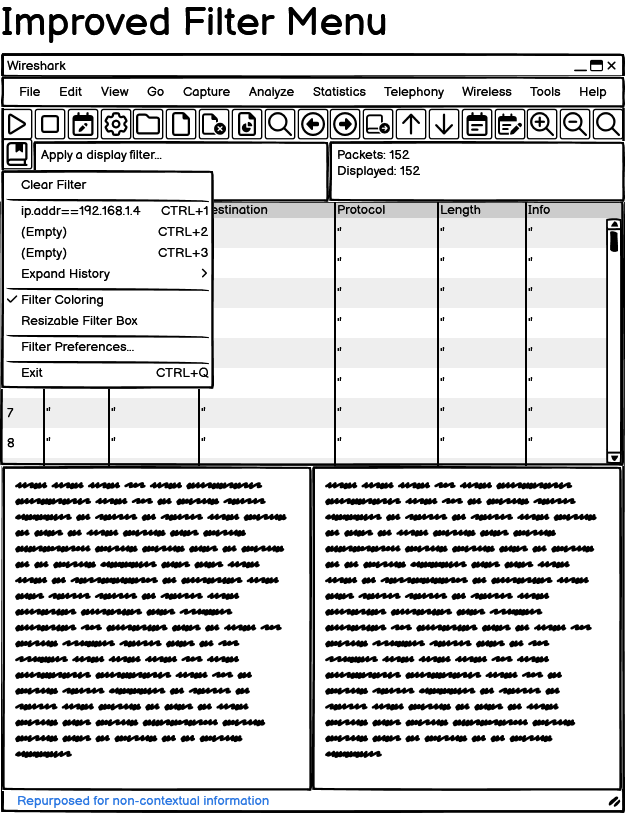 Improved Filter Menu
Wireshark
File Edit View Go Capture Analyze Statistics Telephony Wireless Tools Help
Apply a display filter...
Packets: 152
Displayed: 152
Clear Filter
ip.addr==192.168.1.4 CTRL+1
(Empty) CTRL+2
(Empty) CTRL+3
Expand History
Filter Coloring
Resizable Filter Box
Filter Preferences...
Exit CTRL+Q
estination Protocol Length Info
" " "
" " "
" " "
" " "
" " "
" " "
7 " " " " " "
8 " " " " " "
Repurposed for non-contextual information